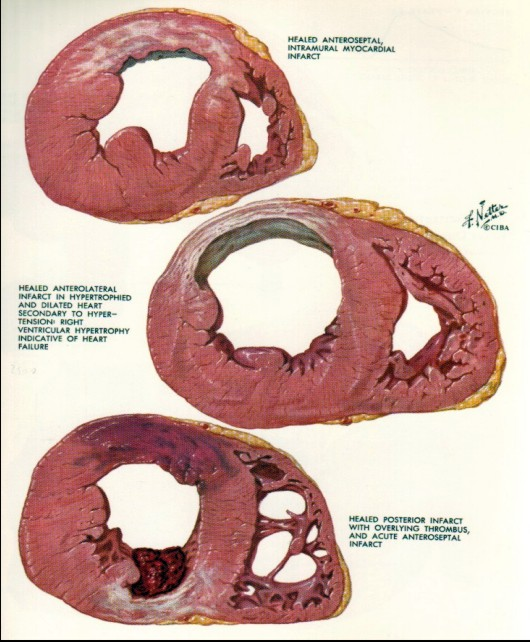 HEALED ANTEROSEPTAL,
INTRAMURAL MYOCARDIAL
INFARCT
F. Netter
M.D.
©CIBA
HEALED ANTEROLATERAL
INFARCT IN HYPERTROPHIED
AND DILATED HEART
SECONDARY TO HYPER–
TENSION: RIGHT
VENTRICULAR HYPERTROPHY
INDICATIVE OF HEART
FAILURE
HEALED POSTERIOR INFARCT
WITH OVERLYING THROMBUS,
AND ACUTE ANTEROSEPTAL
INFARCT